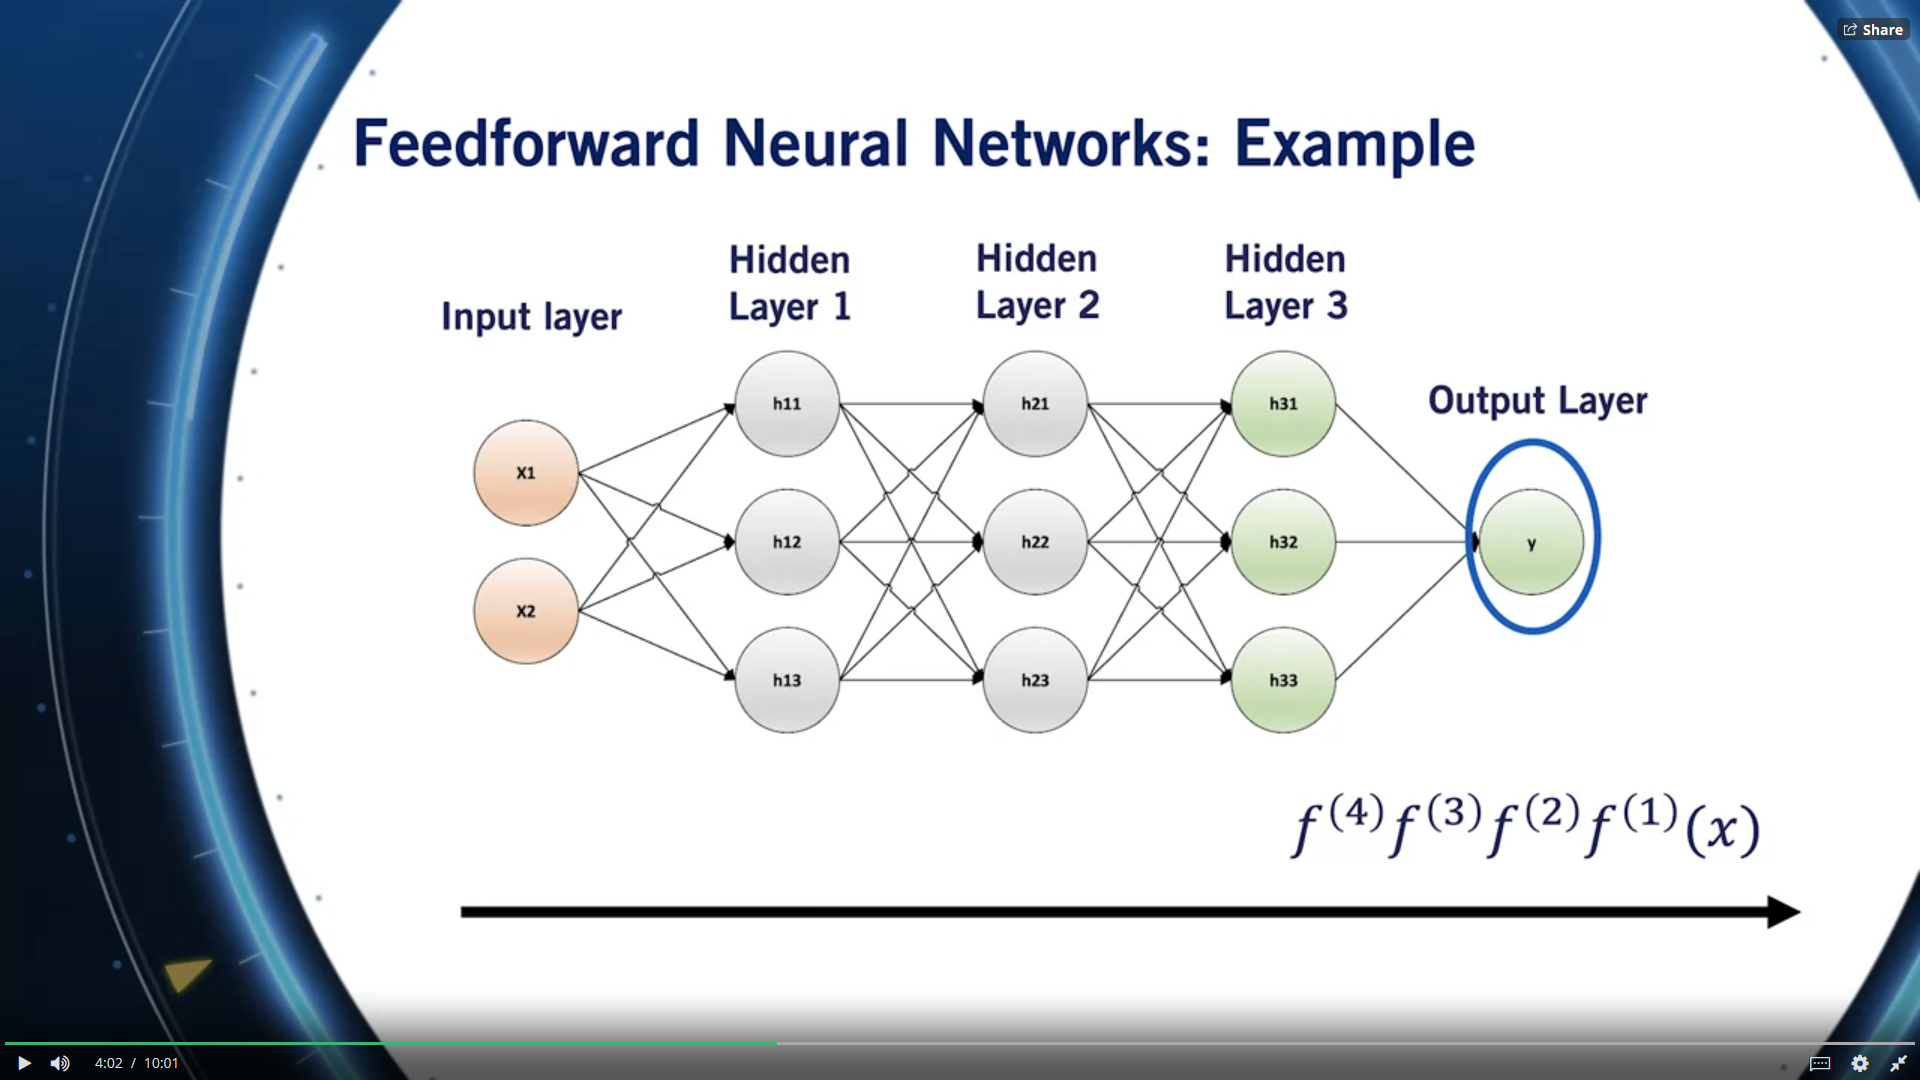 Share
Feedforward Neural Networks: Example
Input layer
Hidden
Layer 1
Hidden
Layer 2
Hidden
Layer 3
Output Layer
X1
X2
h11
h12
h13
h21
h22
h23
h31
h32
h33
y
f⁽⁴⁾f⁽³⁾f⁽²⁾f⁽¹⁾(x)
4:02 / 10:01